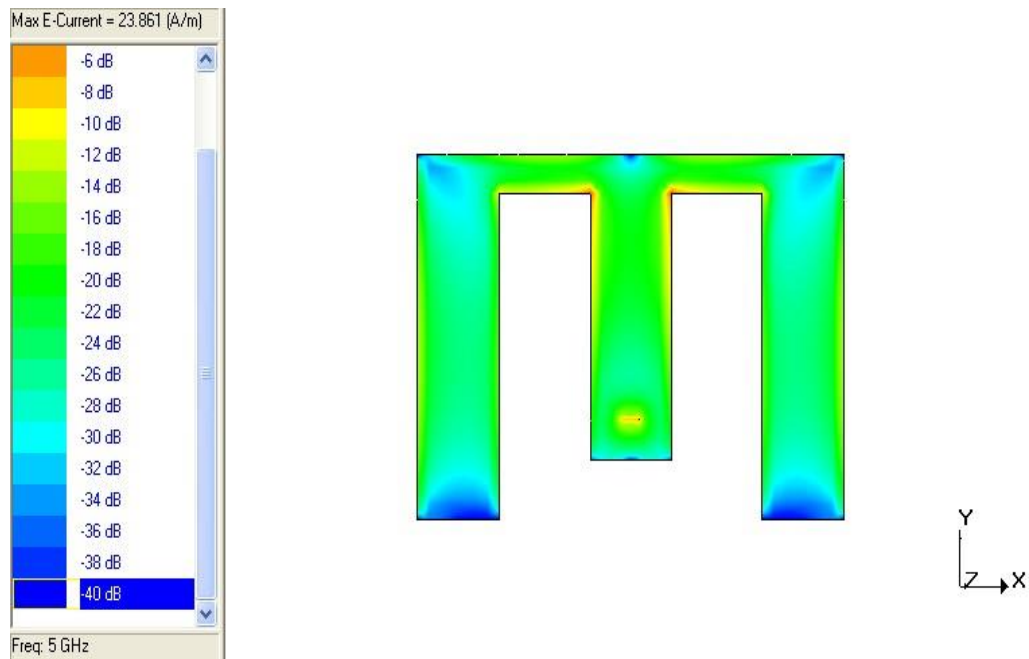 Max E-Current = 23.861 (A/m)
-6 dB
-8 dB
-10 dB
-12 dB
-14 dB
-16 dB
-18 dB
-20 dB
-22 dB
-24 dB
-26 dB
-28 dB
-30 dB
-32 dB
-34 dB
-36 dB
-38 dB
-40 dB
Freq: 5 GHz
Y
Z X